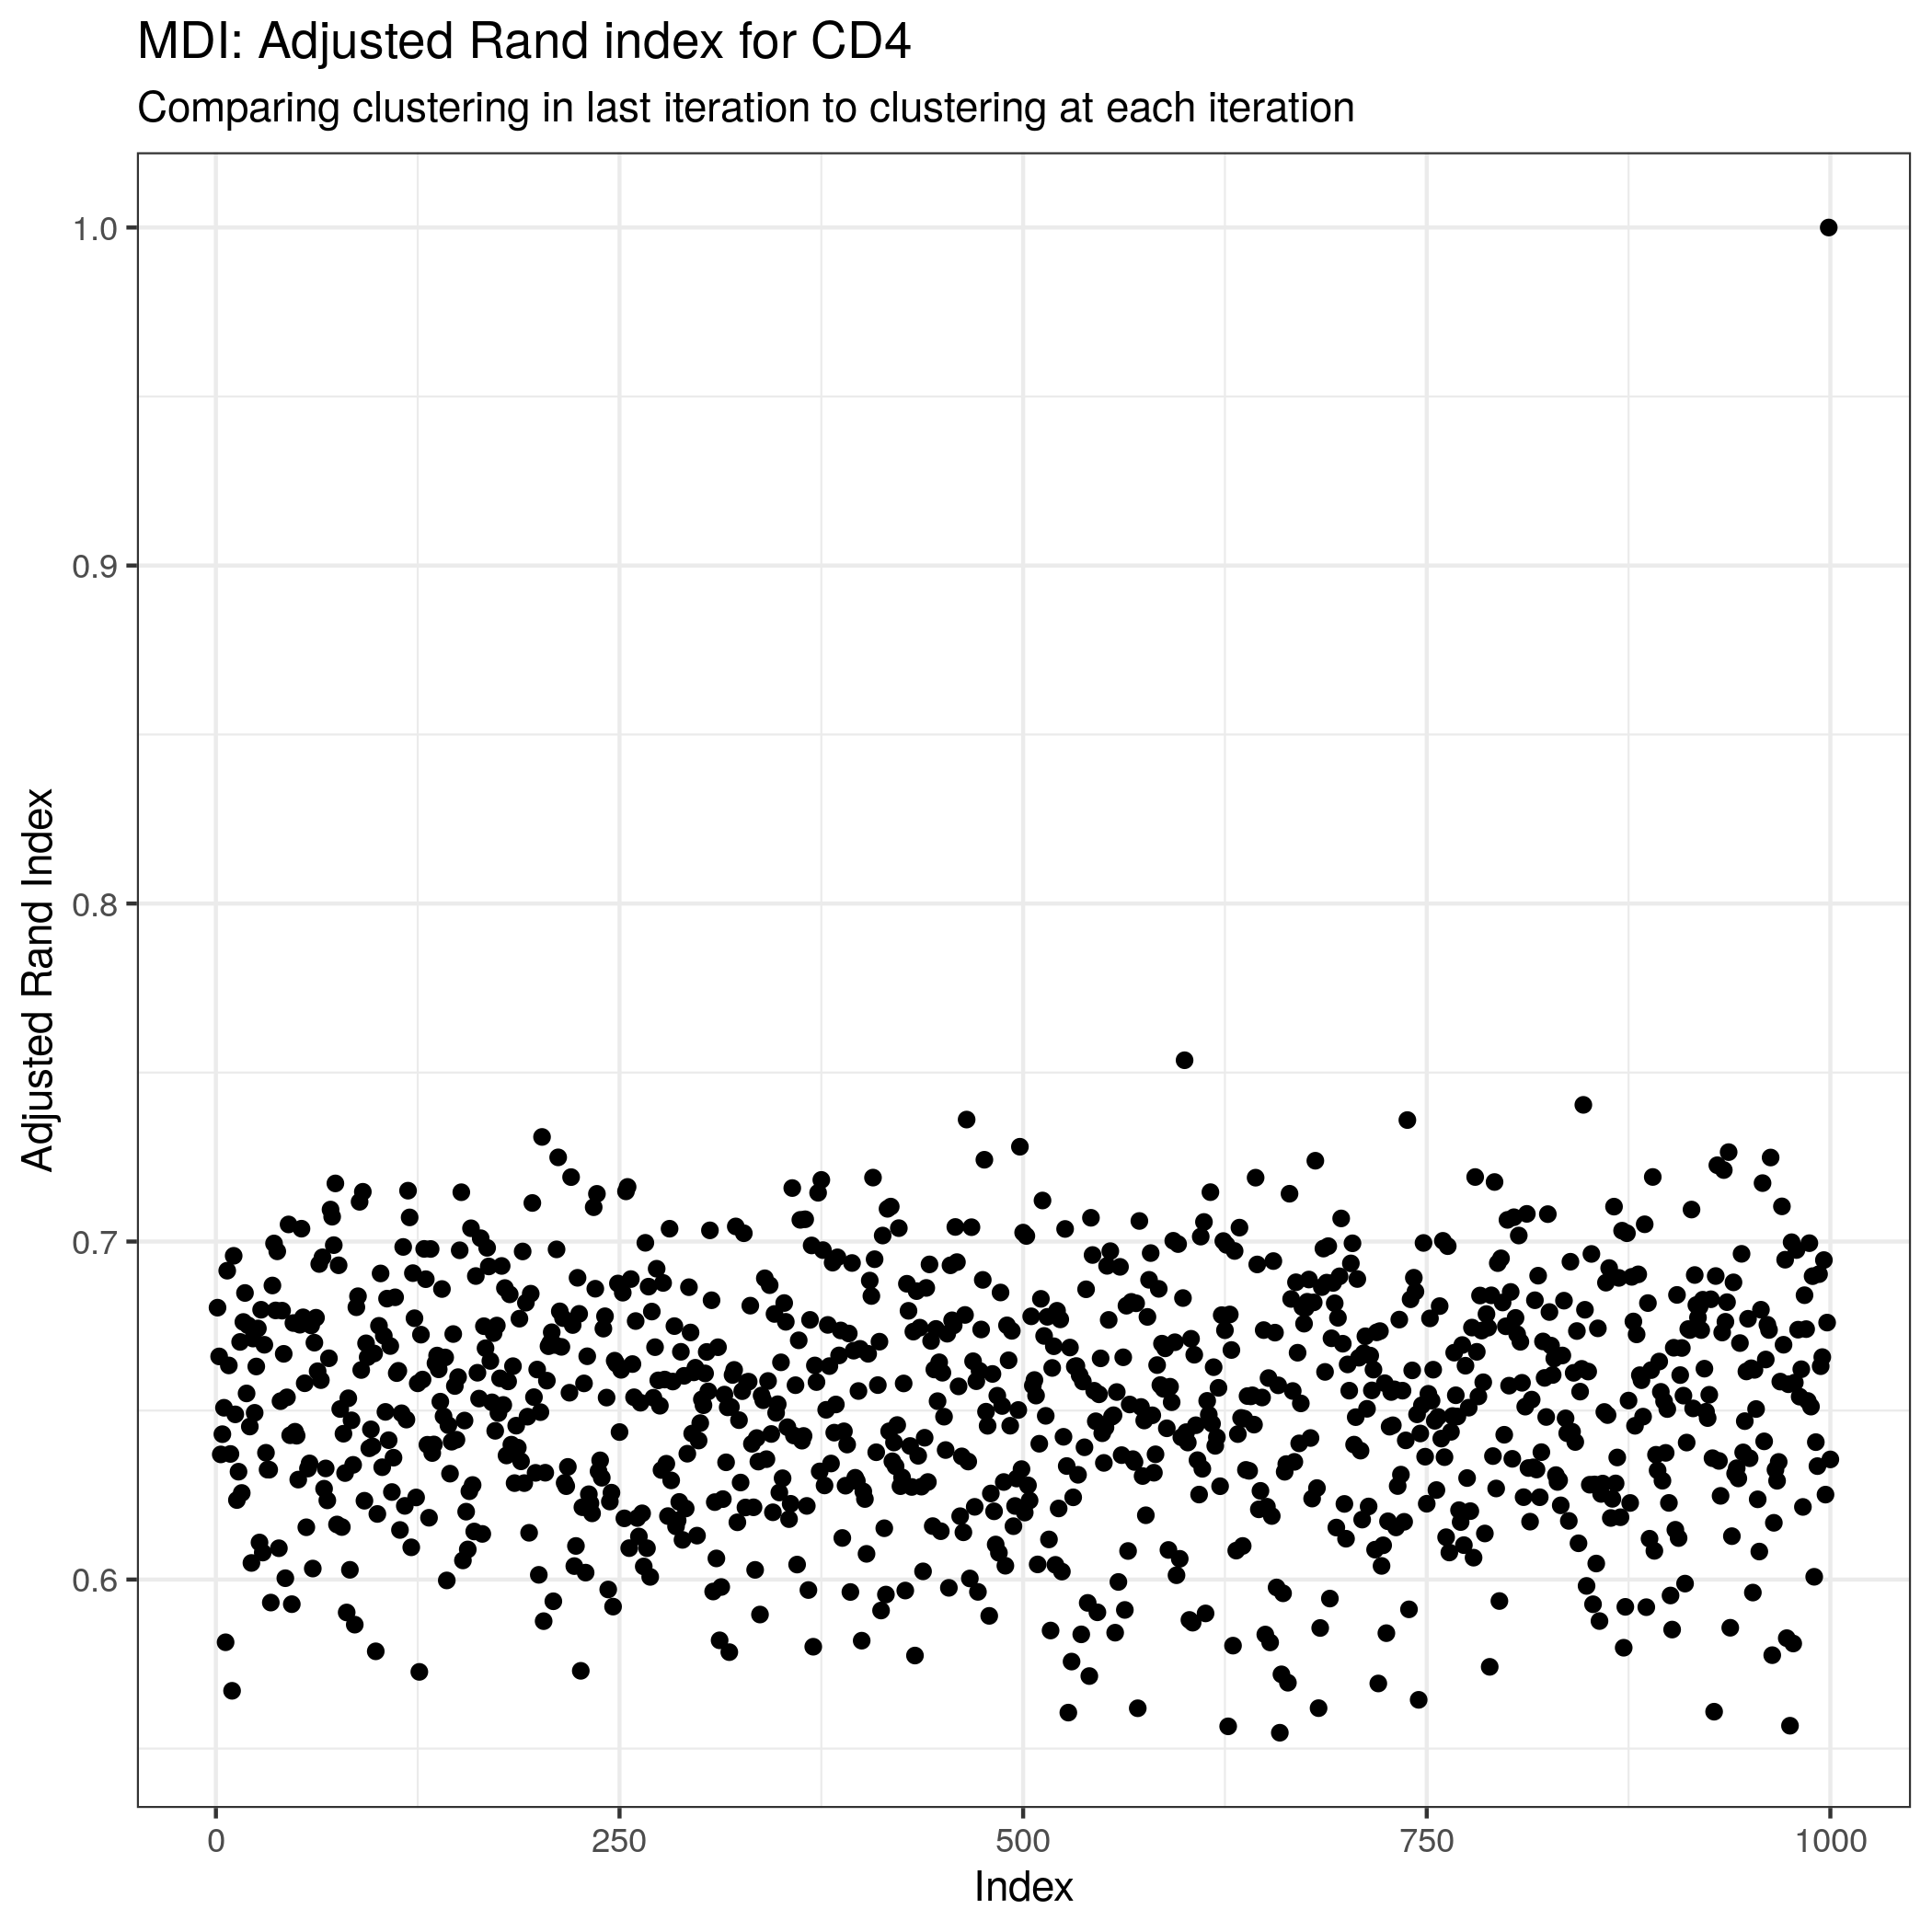 MDI: Adjusted Rand index for CD4
Comparing clustering in last iteration to clustering at each iteration
Adjusted Rand Index
1.0
0.9
0.8
0.7
0.6
0
250
500
750
1000
Index